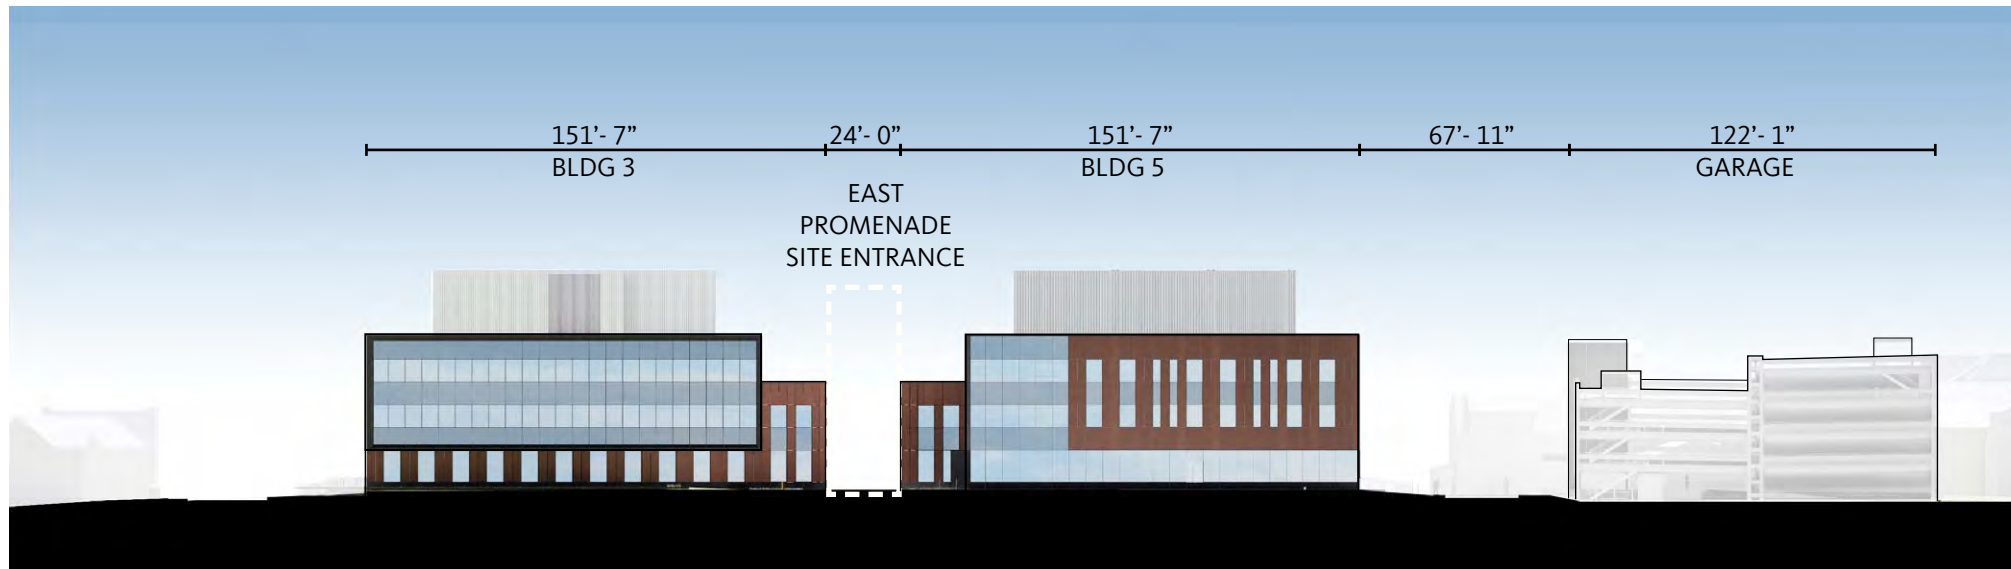 151’- 7”
24’- 0”
151’- 7”
67’- 11”
122’- 1”
BLDG 3
BLDG 5
GARAGE
EAST
PROMENADE
SITE ENTRANCE